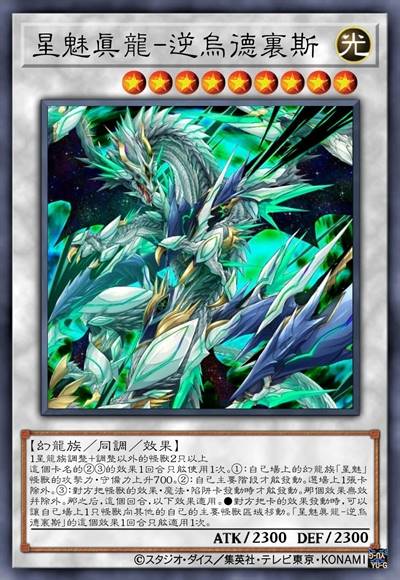 星魅眞龍-逆烏德裏斯
光
【幻龍族／同調／效果】
1星龍族調整+調整以外的怪獸2只以上
這個卡名的②③的效果1回合只能使用1次。①：自己場上的幻龍族「星魅」
怪獸的攻擊力‧守備力上升700。②：自己主要階段才能發動。選場上1張卡
除外。③：對方把怪獸的效果‧魔法‧陷阱卡發動時才能發動。那個效果無效
并除外。那之后，這個回合，以下效果適用。●對方把卡的效果發動時，可以
讓自己場上1只怪獸向其他的自己的主要怪獸區域移動。「星魅眞龍-逆烏
德裏斯」的這個效果1回合只能適用1次。
ATK/2300 DEF/2300
©スタジオ・ダイス／集英社・テレビ東京・KONAMI